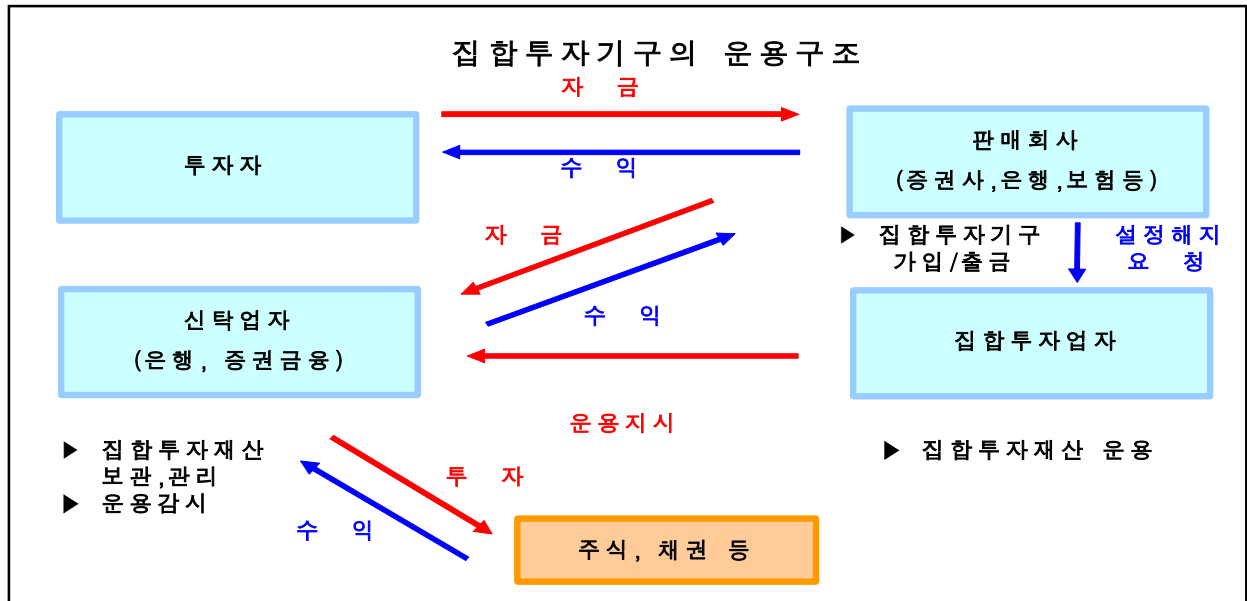 집합투자기구의 운용구조
자 금
투자자
수 익
판매회사
(증권사,은행,보험등)
자 금
▶ 집합투자기구
가입/출금
설정해지
요 청
신탁업자
(은행, 증권금융)
수 익
집합투자업자
운용지시
▶ 집합투자재산
보관,관리
▶ 운용감시
▶ 집합투자재산 운용
투 자
수 익
주식, 채권 등